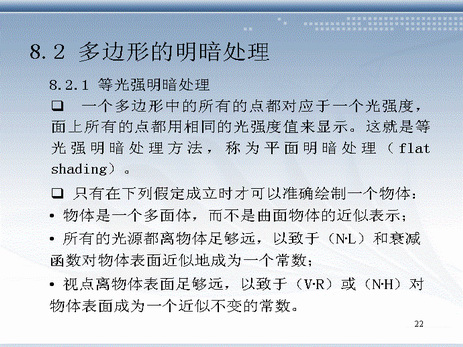 8.2 多边形的明暗处理
8.2.1 等光强明暗处理
❑ 一个多边形中的所有的点都对应于一个光强度，
面上所有的点都用相同的光强度值来显示。这就是等
光强明暗处理方法，称为平面明暗处理（flat
shading）。
❑ 只有在下列假定成立时才可以准确绘制一个物体：
• 物体是一个多面体，而不是曲面物体的近似表示；
• 所有的光源都离物体足够远，以致于（N·L）和衰减
函数对物体表面近似地成为一个常数；
• 视点离物体表面足够远，以致于（V·R）或（N·H）对
物体表面成为一个近似不变的常数。
22